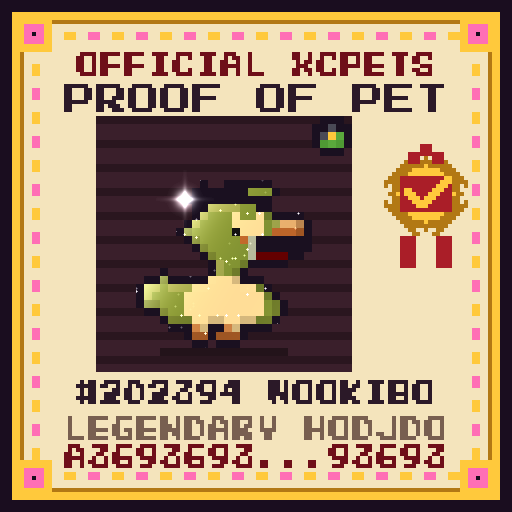 OFFICIAL XCPETS
PROOF OF PET
#202394 NOOKIBO
LEGENDARY HODJDO
A3693693...93693